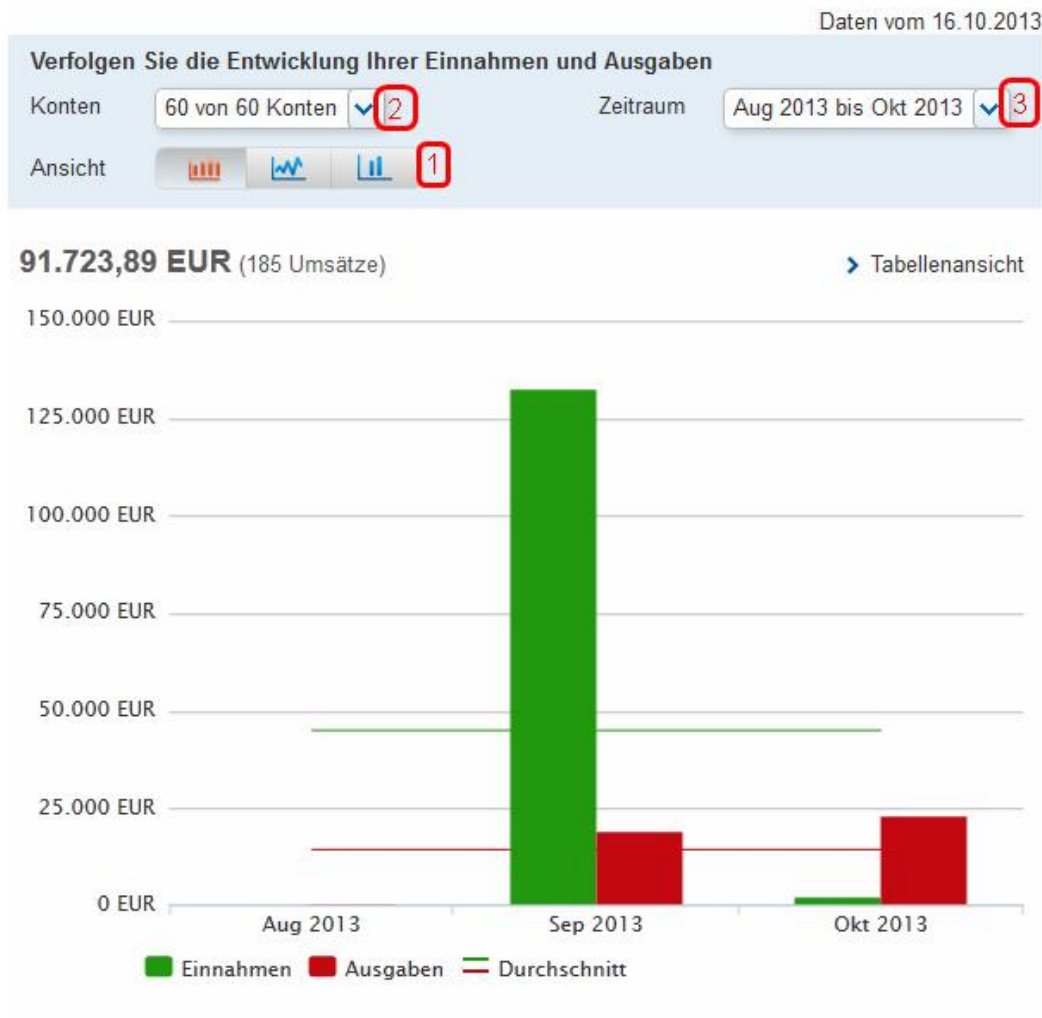 Daten vom 16.10.2013
Verfolgen Sie die Entwicklung Ihrer Einnahmen und Ausgaben
Konten 60 von 60 Konten 2 Zeitraum Aug 2013 bis Okt 2013 3
Ansicht 1
91.723,89 EUR (185 Umsätze) Tabellenansicht
150.000 EUR
125.000 EUR
100.000 EUR
75.000 EUR
50.000 EUR
25.000 EUR
0 EUR
Aug 2013 Sep 2013 Okt 2013
Einnahmen Ausgaben Durchschnitt